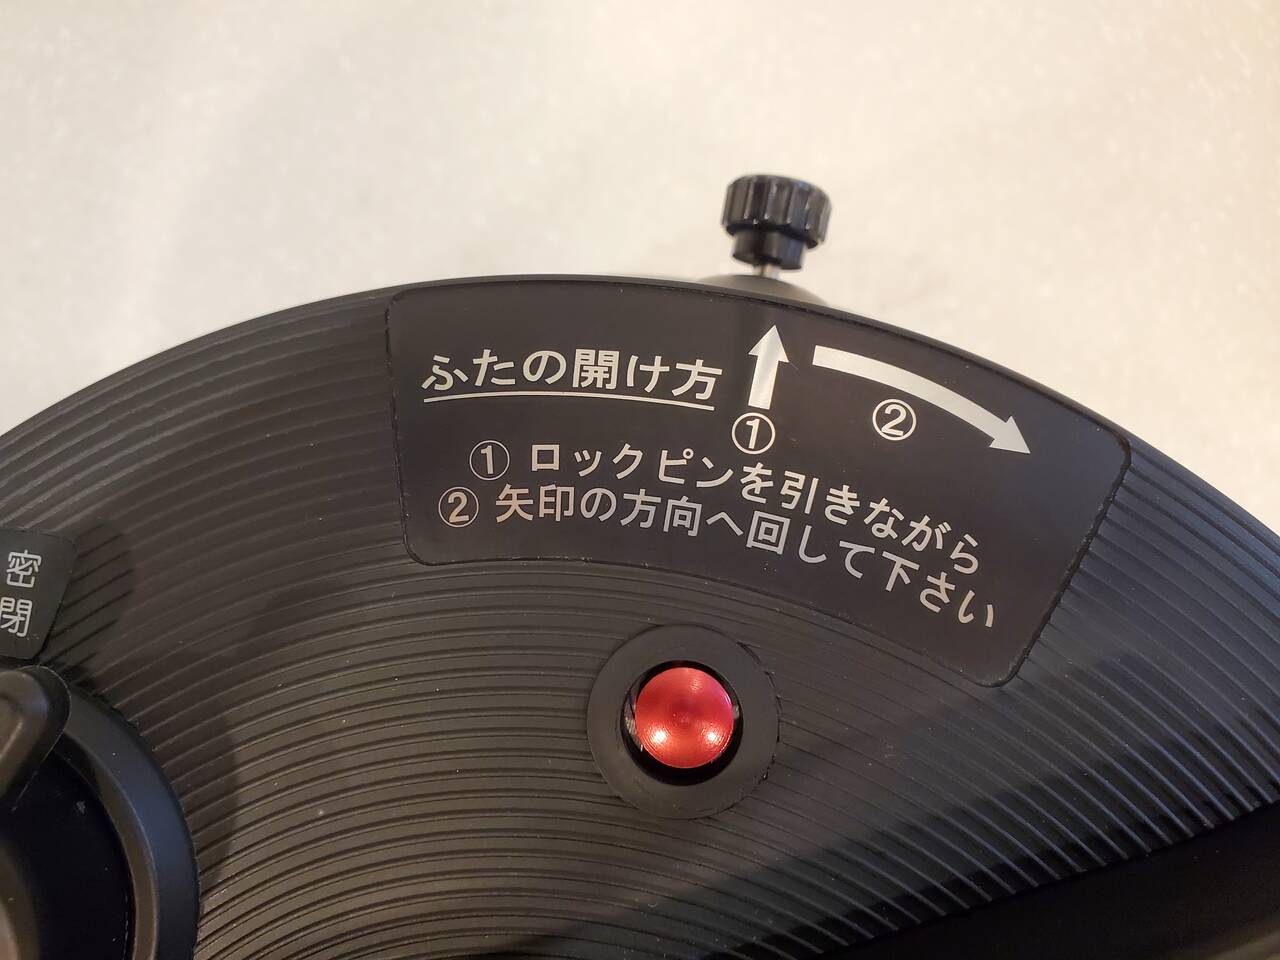 ふたの開け方
①
②
① ロックピンを引きながら
② 矢印の方向へ回して下さい
密
閉